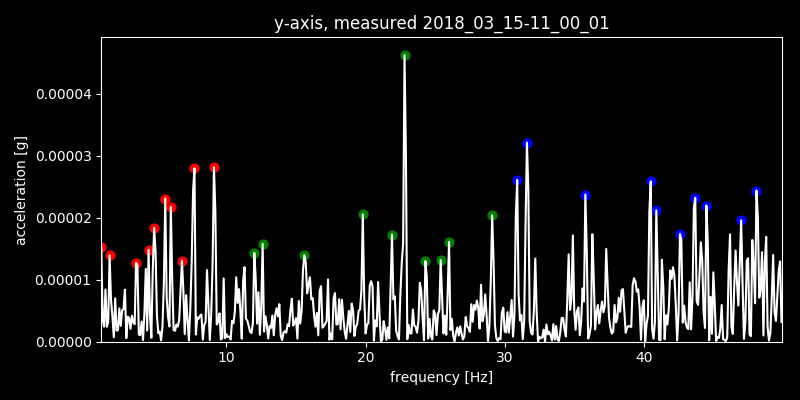 y-axis, measured 2018_03_15-11_00_01
acceleration [g]
0.00004
0.00003
0.00002
0.00001
0.00000
10 20 30 40
frequency [Hz]